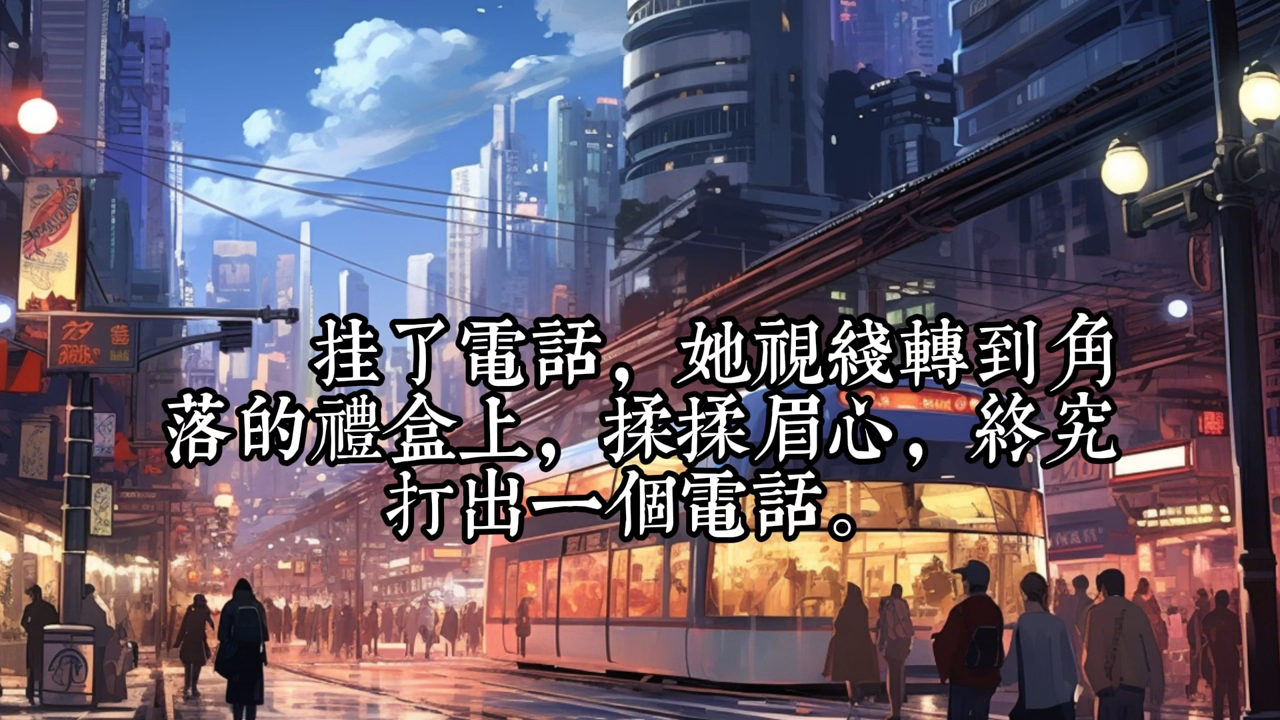 挂了電話，她視綫轉到角
落的禮盒上，揉揉眉心，終究
打出一個電話。